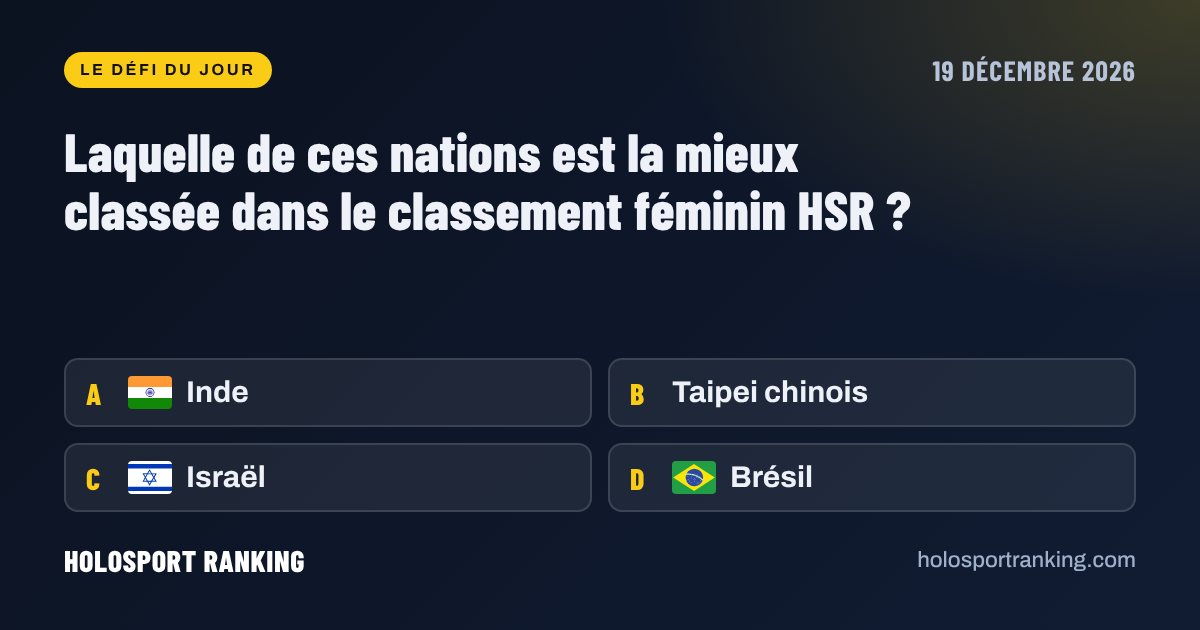 LE DÉFI DU JOUR
19 DÉCEMBRE 2026
Laquelle de ces nations est la mieux
classée dans le classement féminin HSR ?
A Inde
B Taipei chinois
C Israël
D Brésil
HOLOSPORT RANKING
holosportranking.com